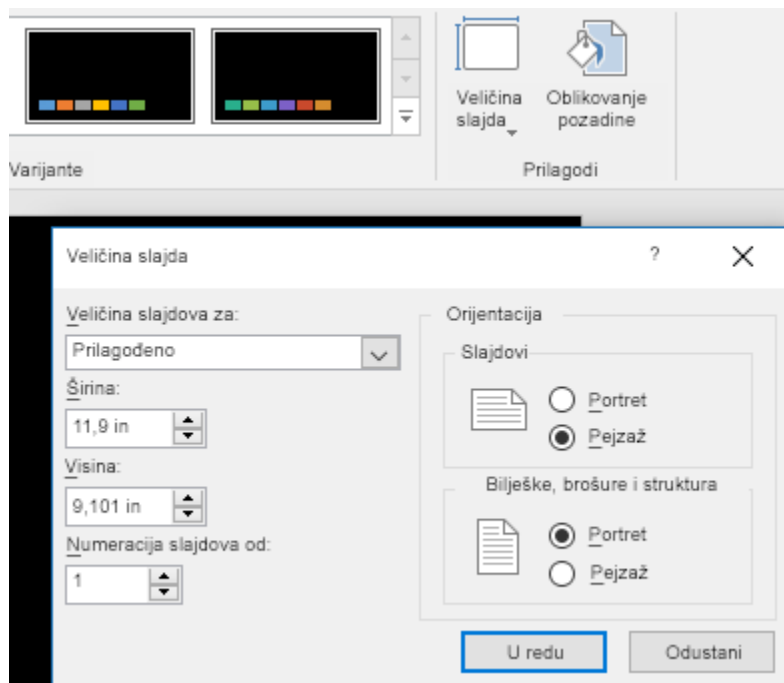 Veličina
slajda
Oblikovanje
pozadine
Varijante
Prilagodi
Veličina slajda
?
Veličina slajdova za:
Prilagođeno
Širina:
11,9 in
Visina:
9,101 in
Numeracija slajdova od:
1
Orijentacija
Slajdovi
Portret
Pejzaž
Bilješke, brošure i struktura
Portret
Pejzaž
U redu
Odustani